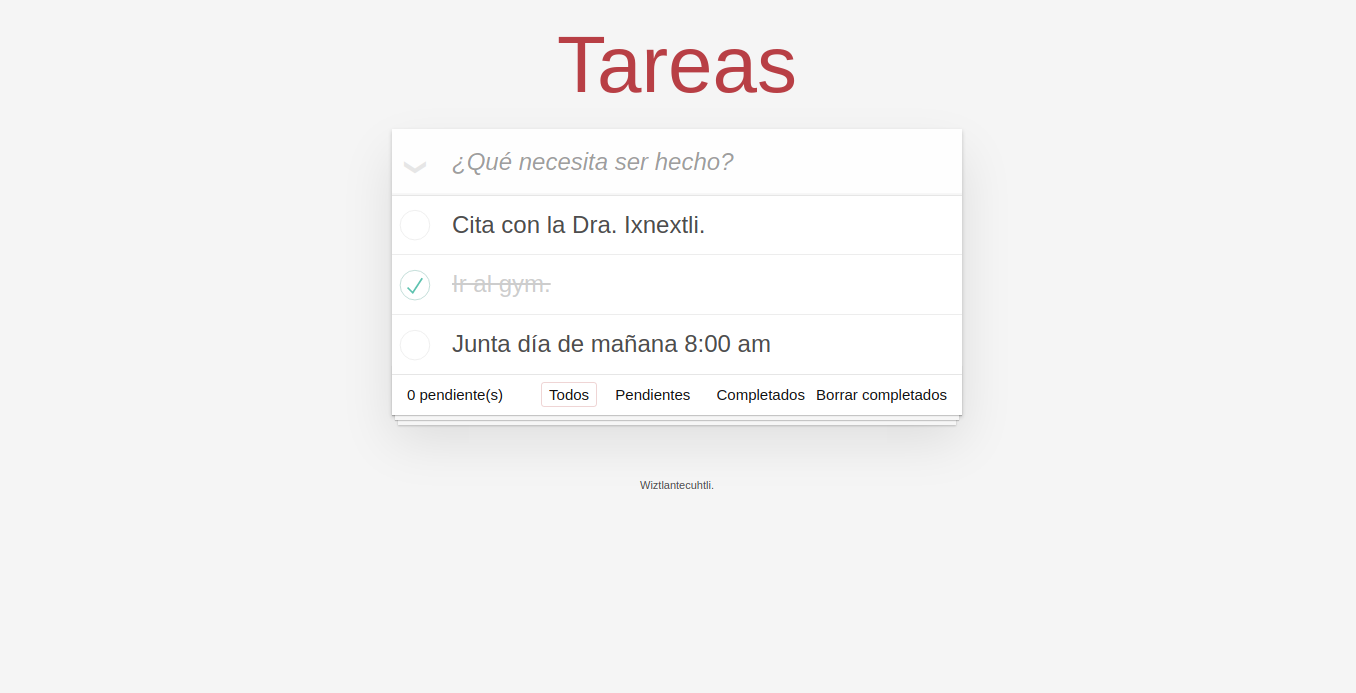 Tareas
¿Qué necesita ser hecho?
Cita con la Dra. Ixnextli.
Ir al gym.
Junta día de mañana 8:00 am
0 pendiente(s) Todos Pendientes Completados Borrar completados
Wiztlantecuhtli.